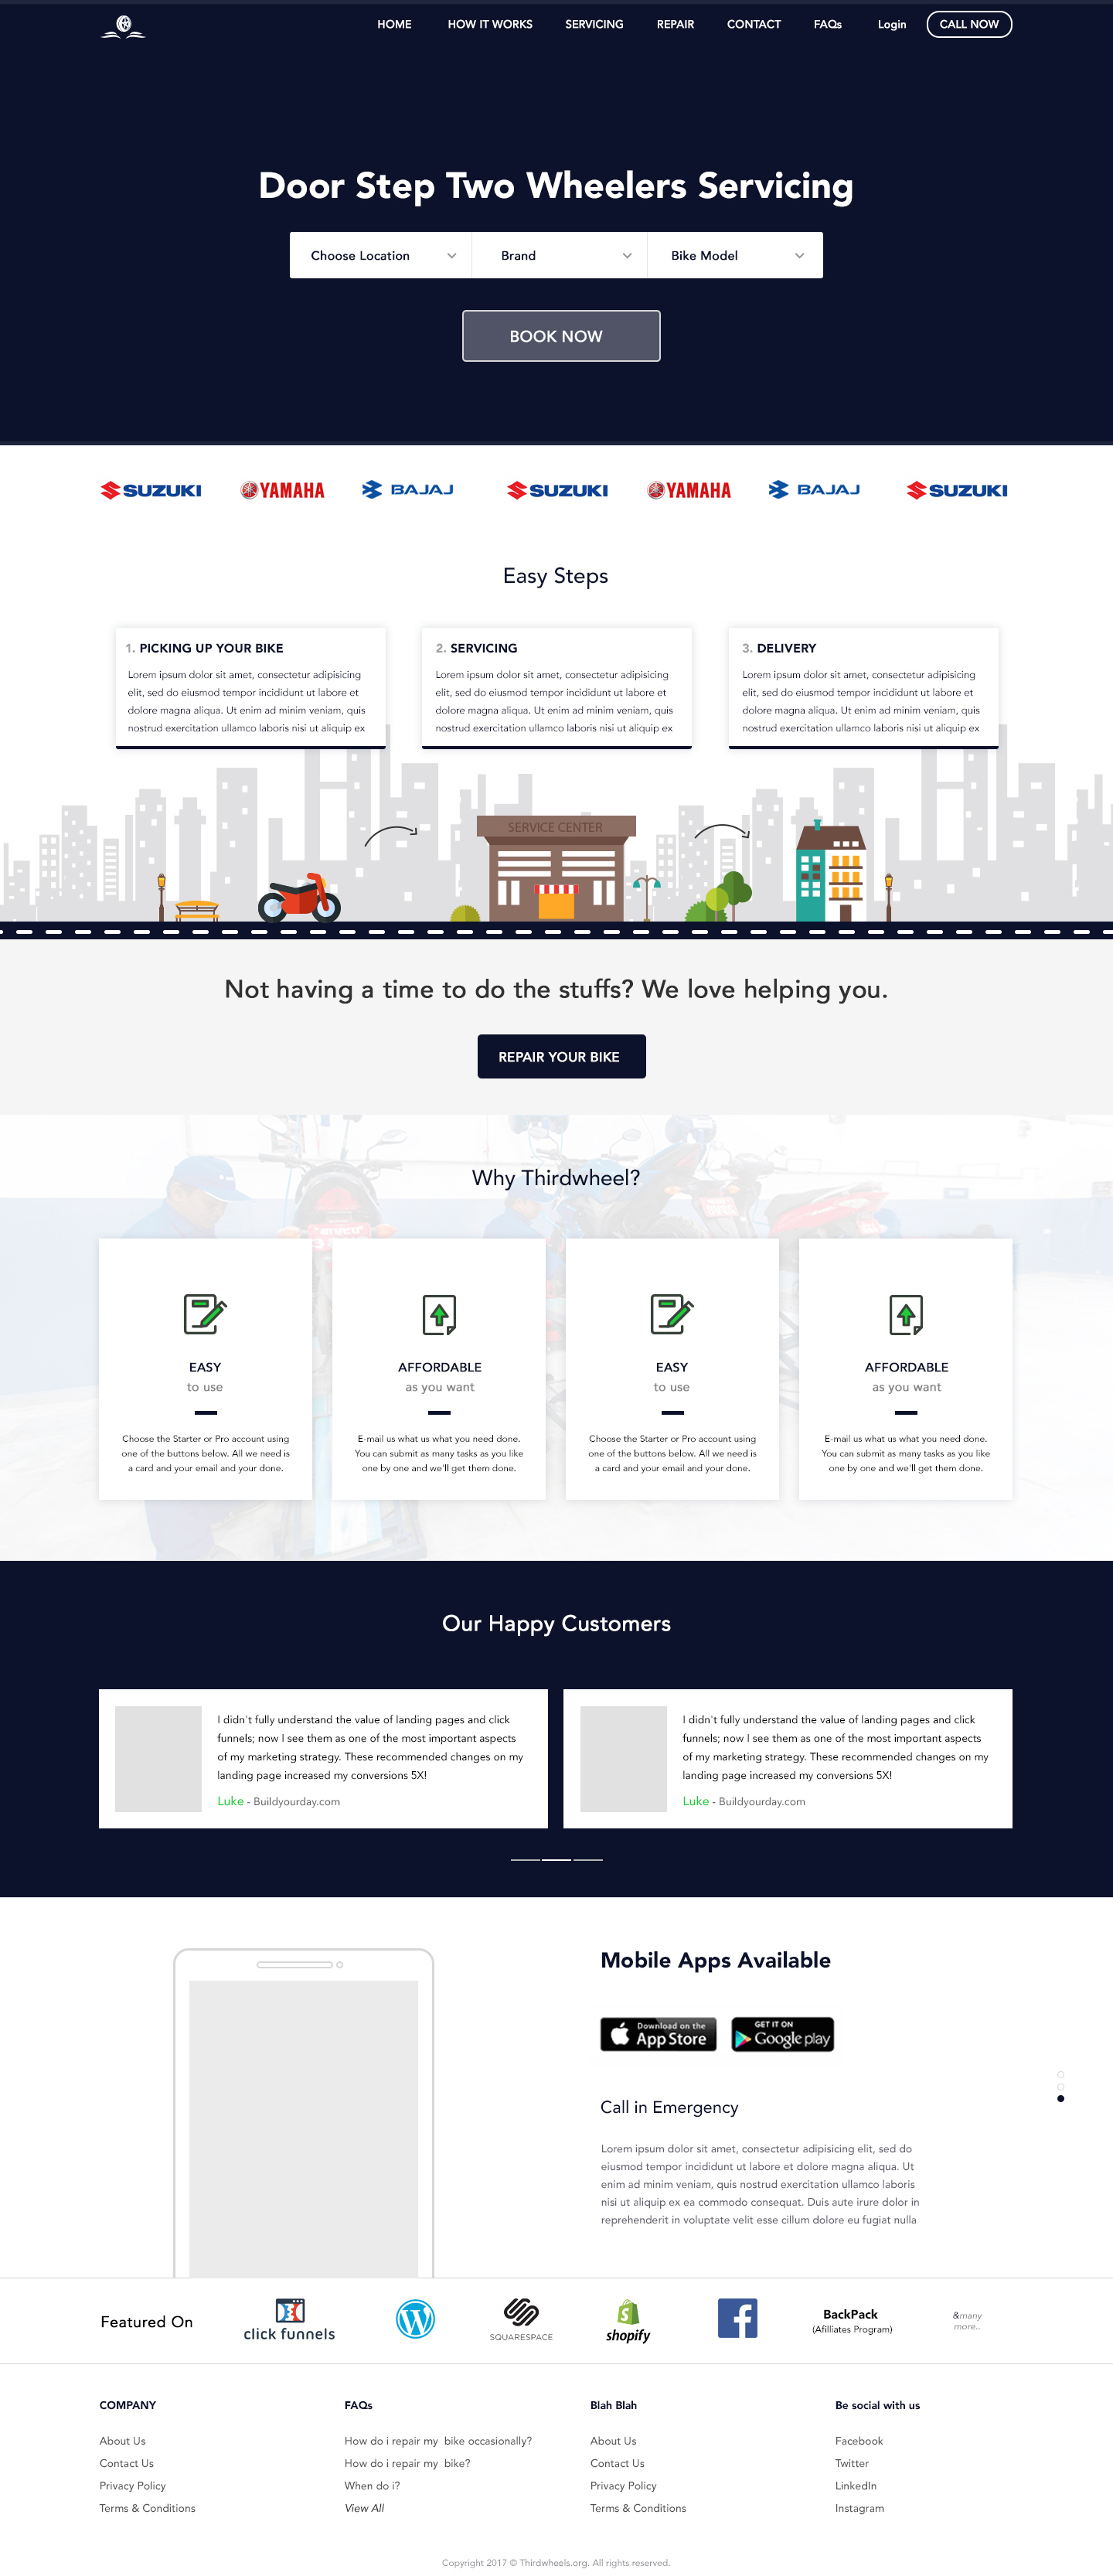 HOME HOW IT WORKS SERVICING REPAIR CONTACT FAQs Login CALL NOW
Door Step Two Wheelers Servicing
Choose Location Brand Bike Model
BOOK NOW
SUZUKI YAMAHA BAJAJ SUZUKI YAMAHA BAJAJ SUZUKI
Easy Steps
1. PICKING UP YOUR BIKE
Lorem ipsum dolor sit amet, consectetur adipisicing
elit, sed do eiusmod tempor incididunt ut labore et
dolore magna aliqua. Ut enim ad minim veniam, quis
nostrud exercitation ullamco laboris nisi ut aliquip ex
2. SERVICING
Lorem ipsum dolor sit amet, consectetur adipisicing
elit, sed do eiusmod tempor incididunt ut labore et
dolore magna aliqua. Ut enim ad minim veniam, quis
nostrud exercitation ullamco laboris nisi ut aliquip ex
3. DELIVERY
Lorem ipsum dolor sit amet, consectetur adipisicing
elit, sed do eiusmod tempor incididunt ut labore et
dolore magna aliqua. Ut enim ad minim veniam, quis
nostrud exercitation ullamco laboris nisi ut aliquip ex
SERVICE CENTER
Not having a time to do the stuffs? We love helping you.
REPAIR YOUR BIKE
Why Thirdwheel?
EASY
to use
Choose the Starter or Pro account using
one of the buttons below. All we need is
a card and your email and your done.
AFFORDABLE
as you want
E-mail us what us what you need done.
You can submit as many tasks as you like
one by one and we'll get them done.
EASY
to use
Choose the Starter or Pro account using
one of the buttons below. All we need is
a card and your email and your done.
AFFORDABLE
as you want
E-mail us what us what you need done.
You can submit as many tasks as you like
one by one and we'll get them done.
Our Happy Customers
I didn't fully understand the value of landing pages and click
funnels; now I see them as one of the most important aspects
of my marketing strategy. These recommended changes on my
landing page increased my conversions 5X!
Luke - Buildyourday.com
I didn't fully understand the value of landing pages and click
funnels; now I see them as one of the most important aspects
of my marketing strategy. These recommended changes on my
landing page increased my conversions 5X!
Luke - Buildyourday.com
Mobile Apps Available
Download on the
App Store
GET IT ON
Google play
Call in Emergency
Lorem ipsum dolor sit amet, consectetur adipisicing elit, sed do
eiusmod tempor incididunt ut labore et dolore magna aliqua. Ut
enim ad minim veniam, quis nostrud exercitation ullamco laboris
nisi ut aliquip ex ea commodo consequat. Duis aute irure dolor in
reprehenderit in voluptate velit esse cillum dolore eu fugiat nulla
Featured On
click funnels
SQUARESPACE
shopify
BackPack
(Afilliates Program)
&many
more..
COMPANY
About Us
Contact Us
Privacy Policy
Terms & Conditions
FAQs
How do i repair my bike occasionally?
How do i repair my bike?
When do i?
View All
Blah Blah
About Us
Contact Us
Privacy Policy
Terms & Conditions
Be social with us
Facebook
Twitter
LinkedIn
Instagram
Copyright 2017 © Thirdwheels.org. All rights reserved.